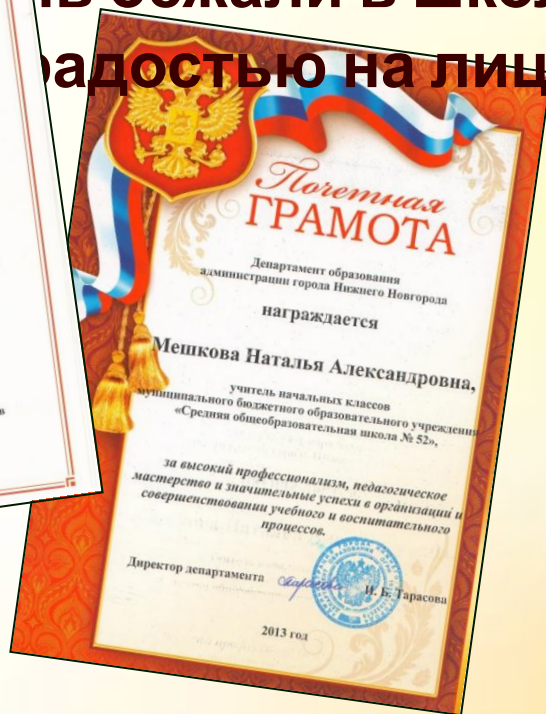 бежали в
радостью на лиц
Почетная
ГРАМОТА
Департамент образования
администрации города Нижнего Новгорода
награждается
Мешкова Наталья Александровна,
учитель начальных классов
муниципального бюджетного образовательного учреждения
«Средняя общеобразовательная школа № 52»,
за высокий профессионализм, педагогическое
мастерство и значительные успехи в организации и
совершенствовании учебного и воспитательного
процессов.
Директор департамента
И. Б. Тарасова
2013 год